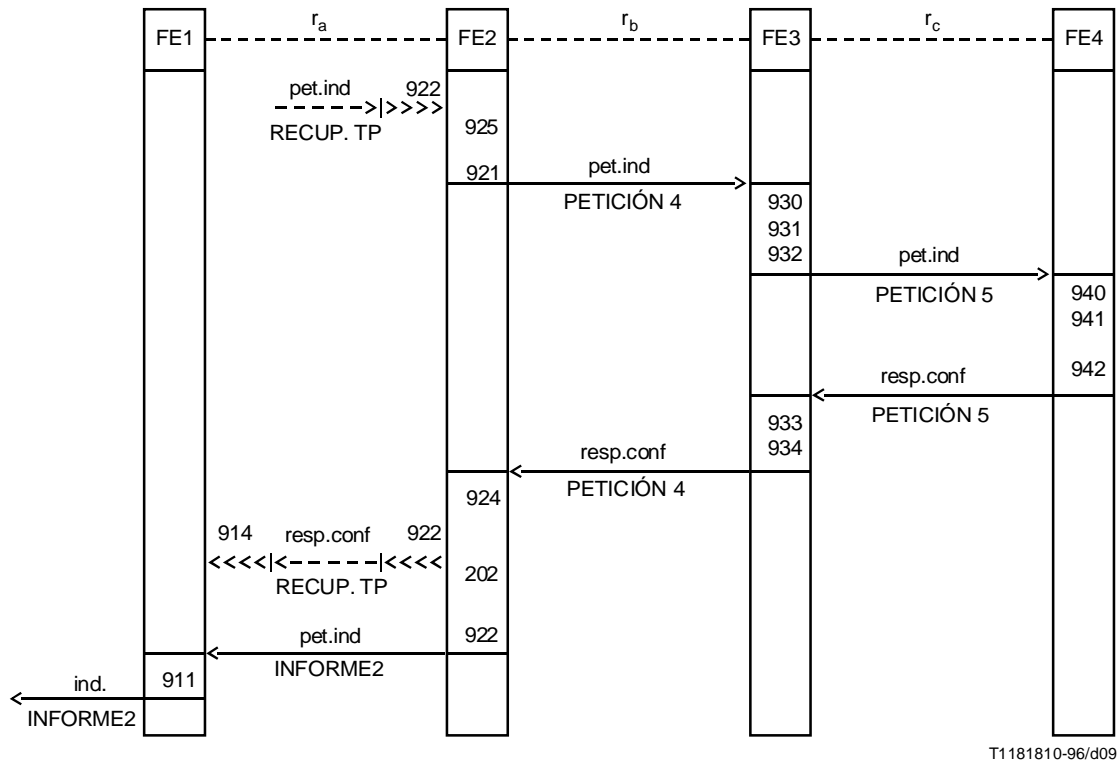 FE1 ra FE2 rb FE3 rc FE4
pet.ind 922
RECUP. TP
925
921 pet.ind
PETICIÓN 4
930
931
932 pet.ind
PETICIÓN 5
940
941
942
resp.conf
PETICIÓN 5
933
934
resp.conf
PETICIÓN 4
924
914 resp.conf 922
RECUP. TP
202
pet.ind 922
INFORME2
911
ind.
INFORME2
T1181810-96/d09